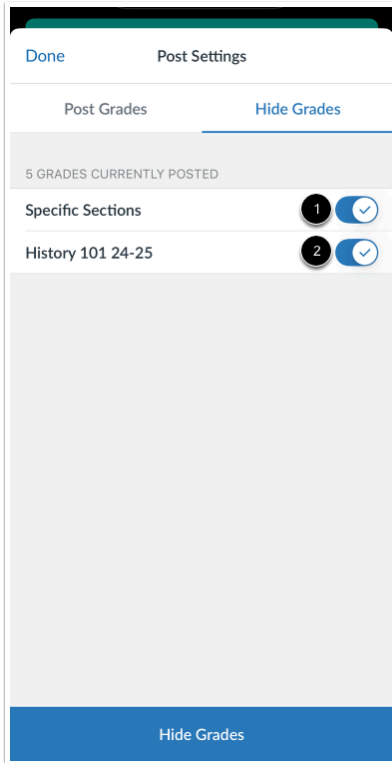 Done Post Settings
Post Grades Hide Grades
5 GRADES CURRENTLY POSTED
Specific Sections 1
History 101 24-25 2
Hide Grades